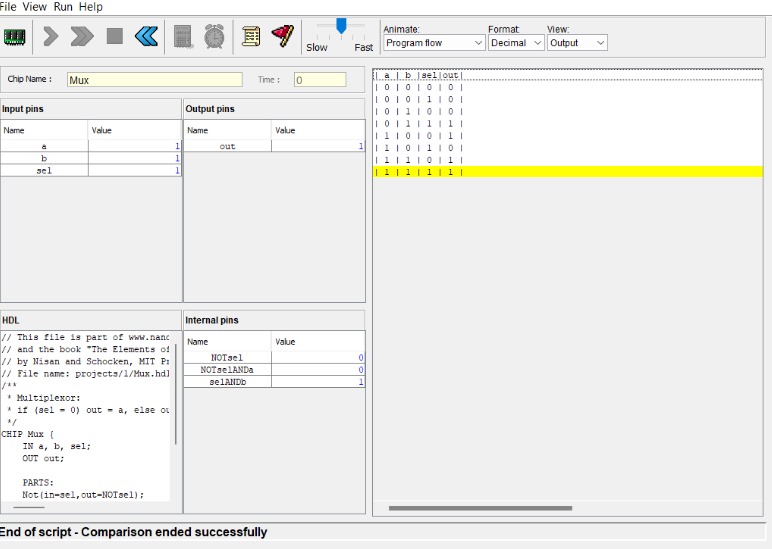 File View Run Help
Slow Fast
Animate: Format: View:
Program flow Decimal Output
Chip Name : Mux Time : 0
Input pins
Name Value
a 1
b 1
sel 1
Output pins
Name Value
out 1
| a | b |sel|out|
| 0 | 0 | 0 | 0 |
| 0 | 0 | 1 | 0 |
| 0 | 1 | 0 | 0 |
| 0 | 1 | 1 | 1 |
| 1 | 0 | 0 | 1 |
| 1 | 0 | 1 | 0 |
| 1 | 1 | 0 | 1 |
| 1 | 1 | 1 | 1 |
HDL
// This file is part of www.nand
// and the book "The Elements of
// by Nisan and Schocken, MIT Pr
// File name: projects/1/Mux.hdl
/**
* Multiplexor:
* if (sel = 0) out = a, else ou
*/
CHIP Mux {
IN a, b, sel;
OUT out;
PARTS:
Not(in=sel,out=NOTsel);
Internal pins
Name Value
NOTsel 0
NOTselANDa 0
selANDb 1
End of script - Comparison ended successfully